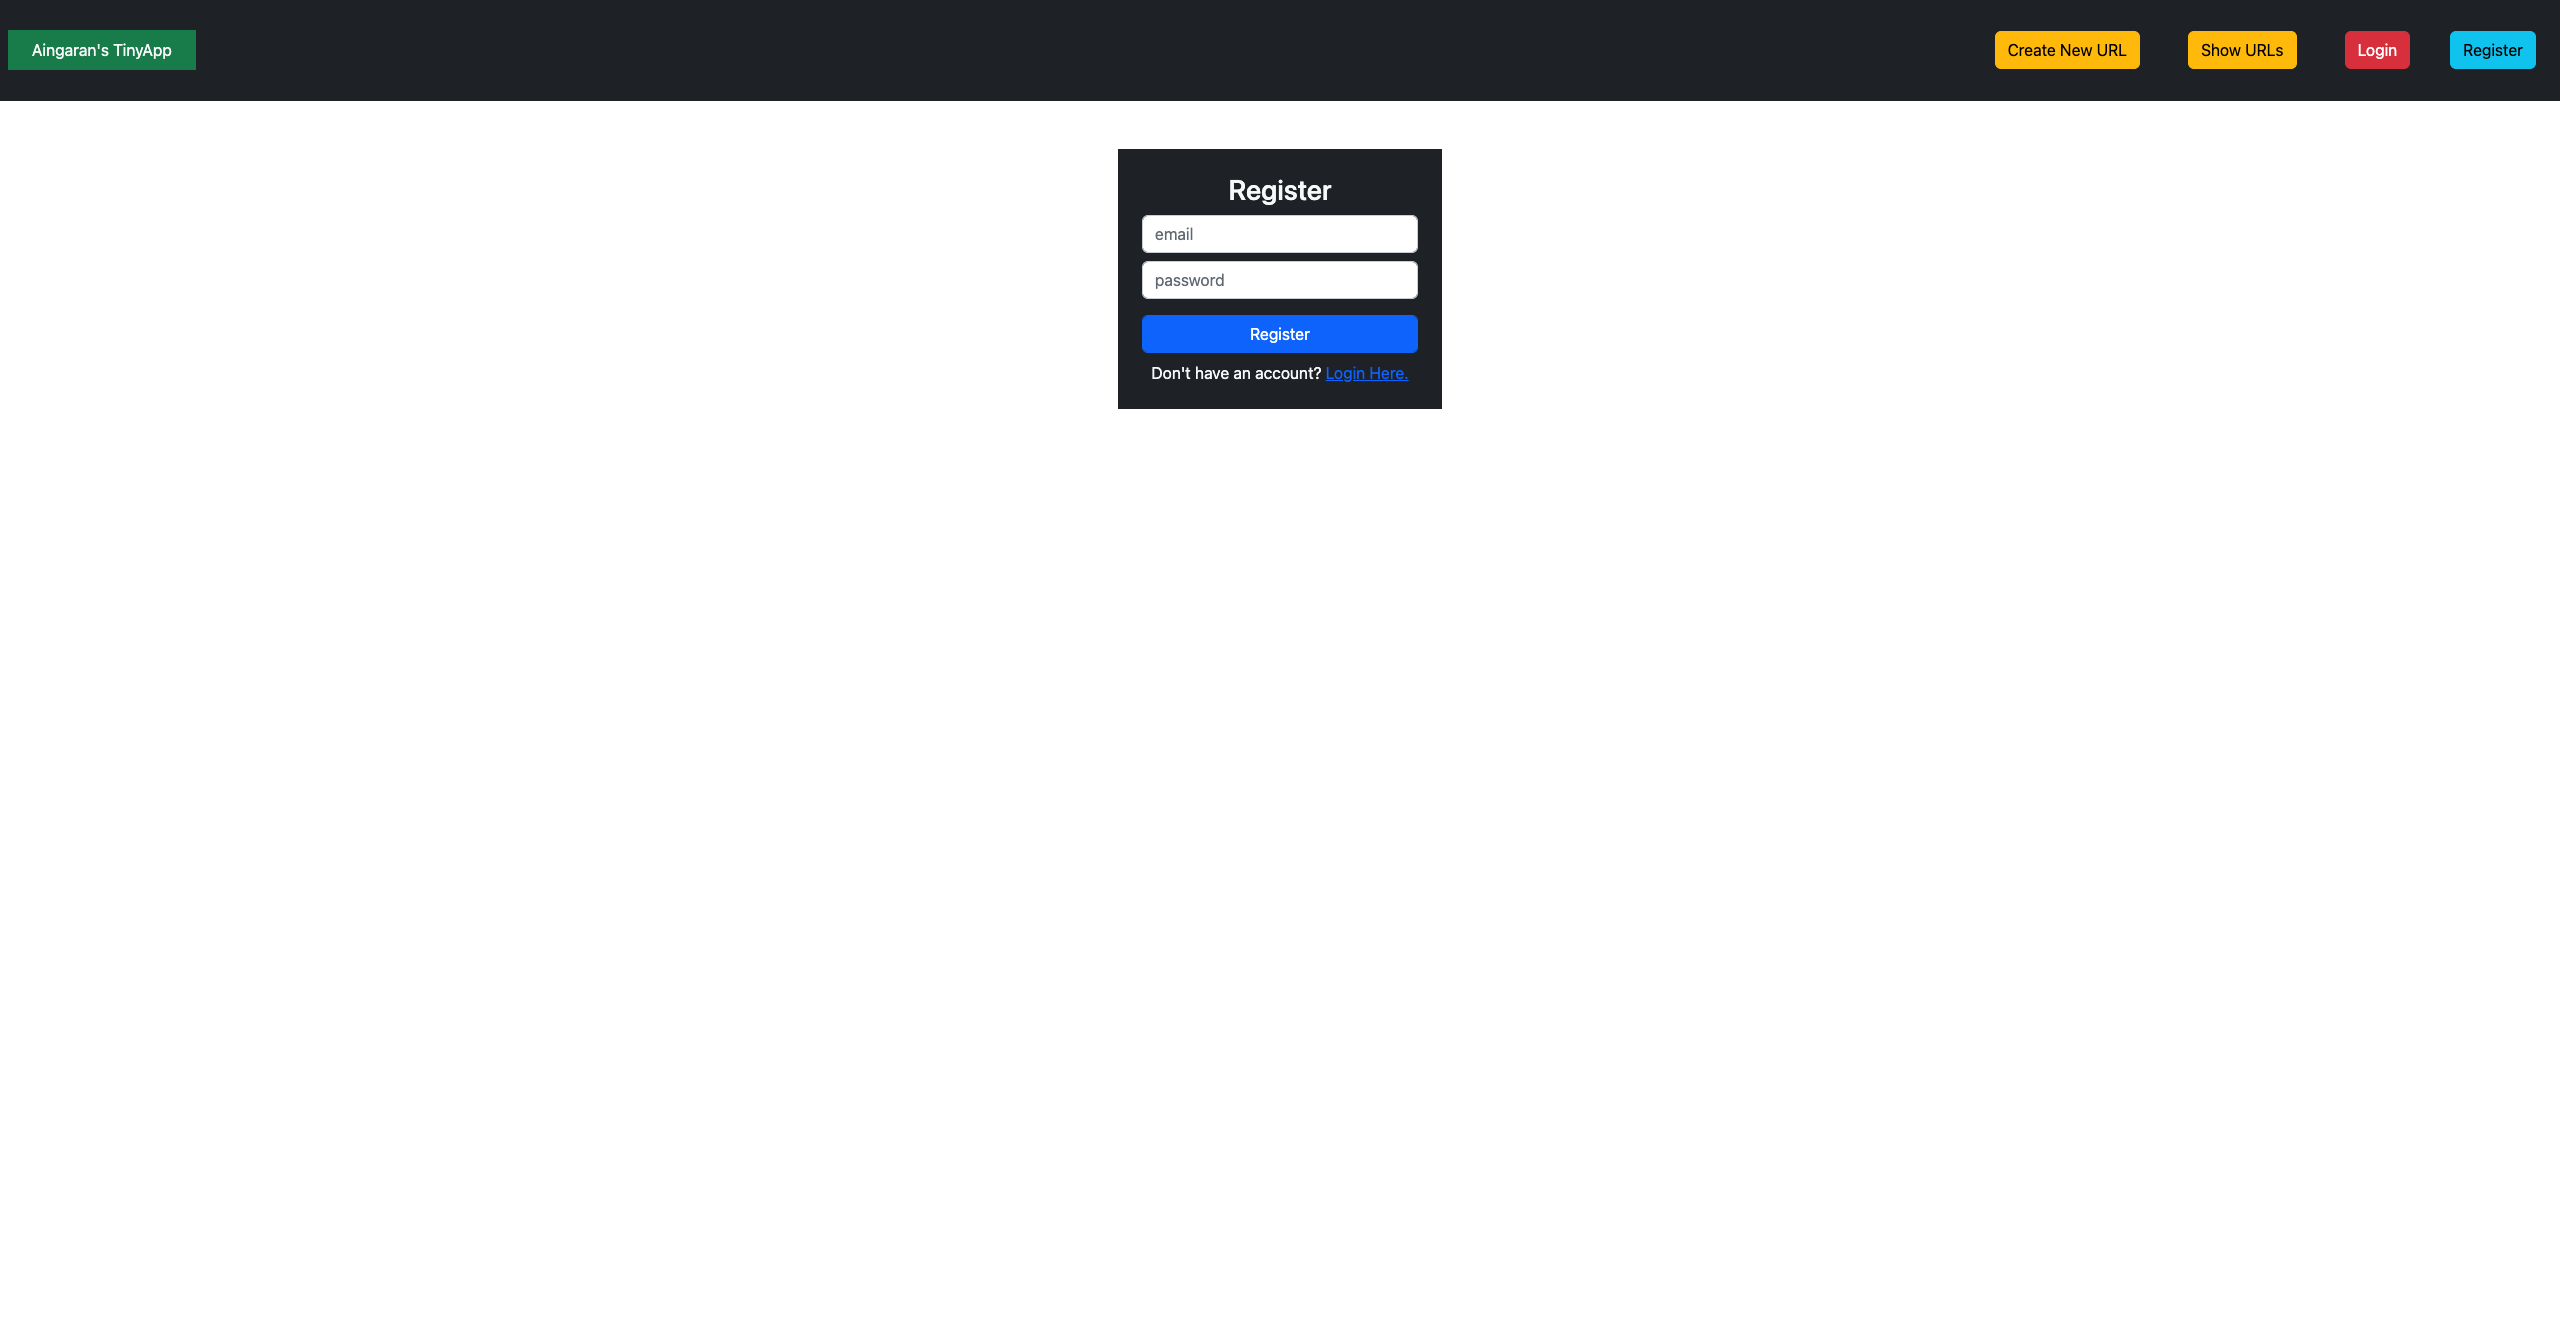 Aingaran's TinyApp Create New URL Show URLs Login Register
Register
email
password
Register
Don't have an account? Login Here.